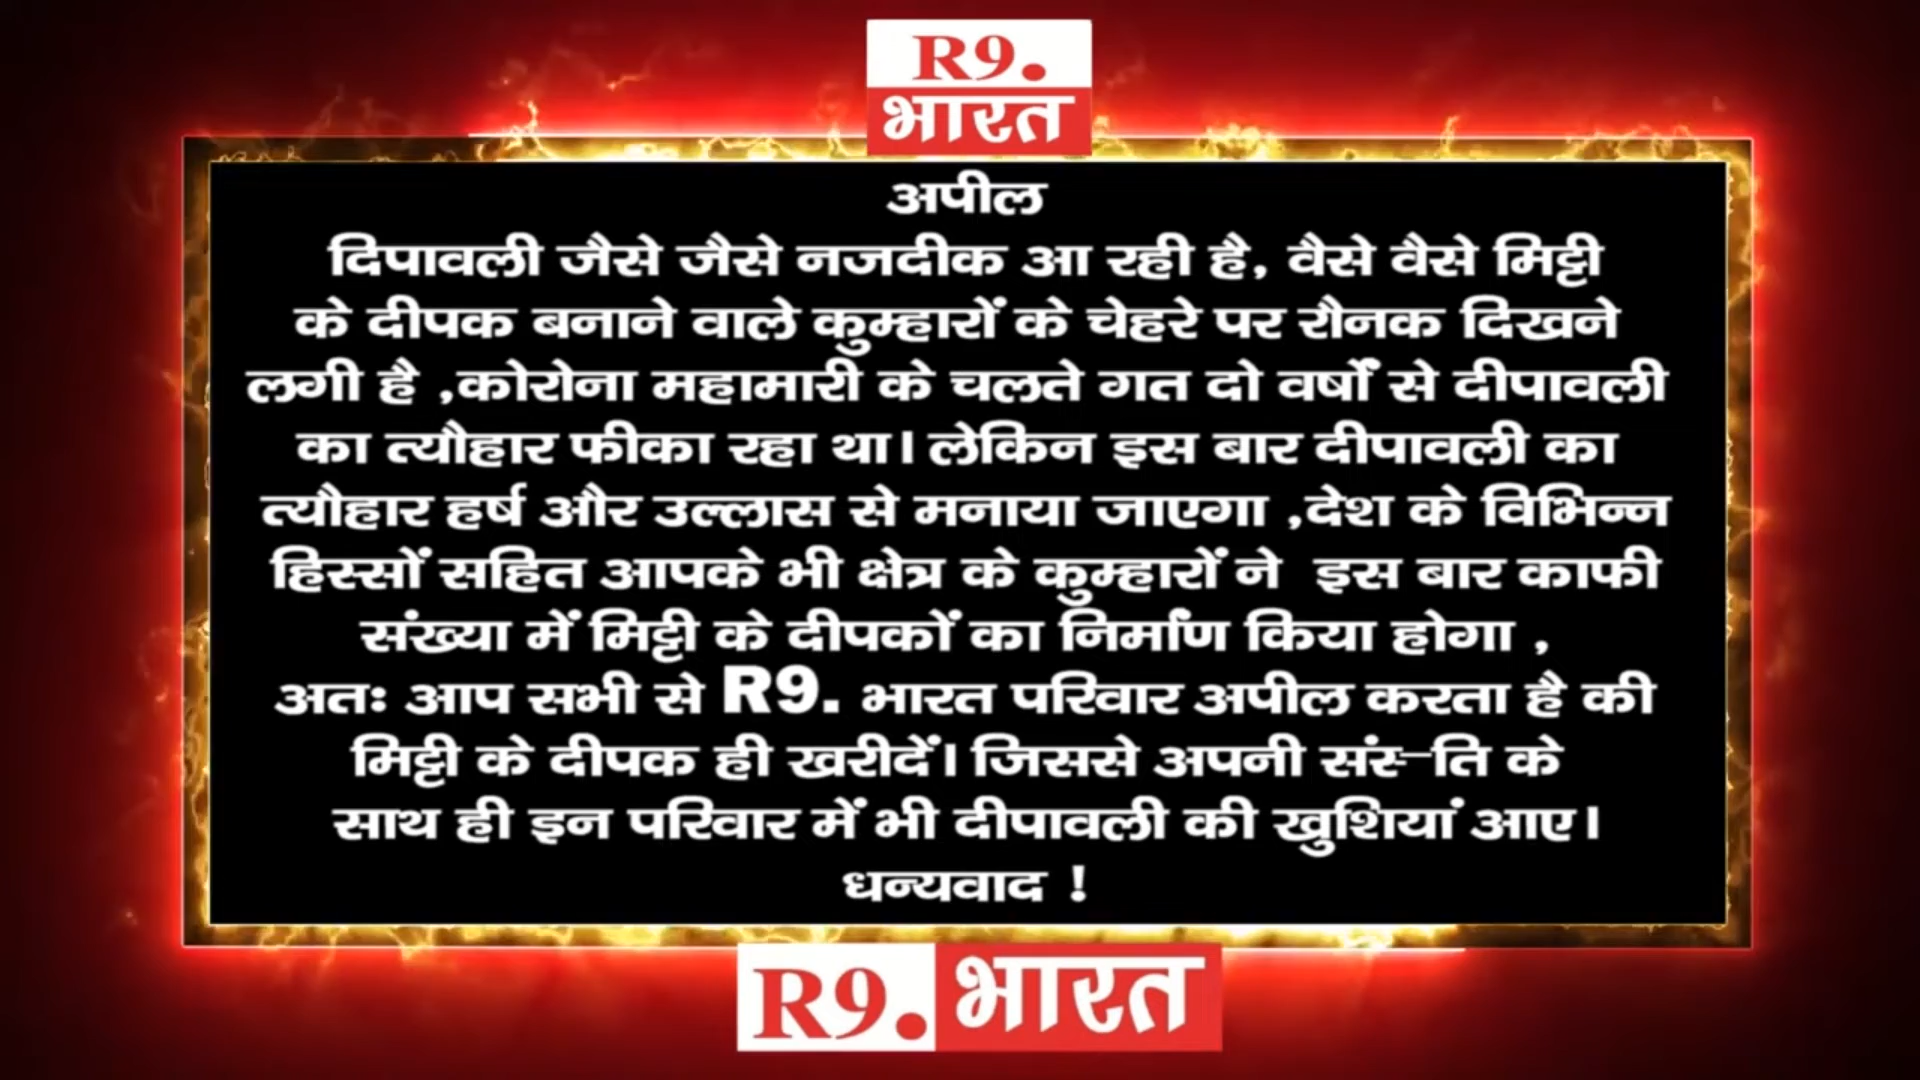 R9.
भारत
अपील
दिपावली जैसे जैसे नजदीक आ रही है, वैसे वैसे मिट्टी
के दीपक बनाने वाले कुम्हारों के चेहरे पर रौनक दिखने
लगी है ,कोरोना महामारी के चलते गत दो वर्षों से दीपावली
का त्यौहार फीका रहा था। लेकिन इस बार दीपावली का
त्यौहार हर्ष और उल्लास से मनाया जाएगा ,देश के विभिन्न
हिस्सों सहित आपके भी क्षेत्र के कुम्हारों ने इस बार काफी
संख्या में मिट्टी के दीपकों का निर्माण किया होगा ,
अतः आप सभी से R9. भारत परिवार अपील करता है की
मिट्टी के दीपक ही खरीदें। जिससे अपनी संस्–ति के
साथ ही इन परिवार में भी दीपावली की खुशियां आए।
धन्यवाद !
R9. भारत